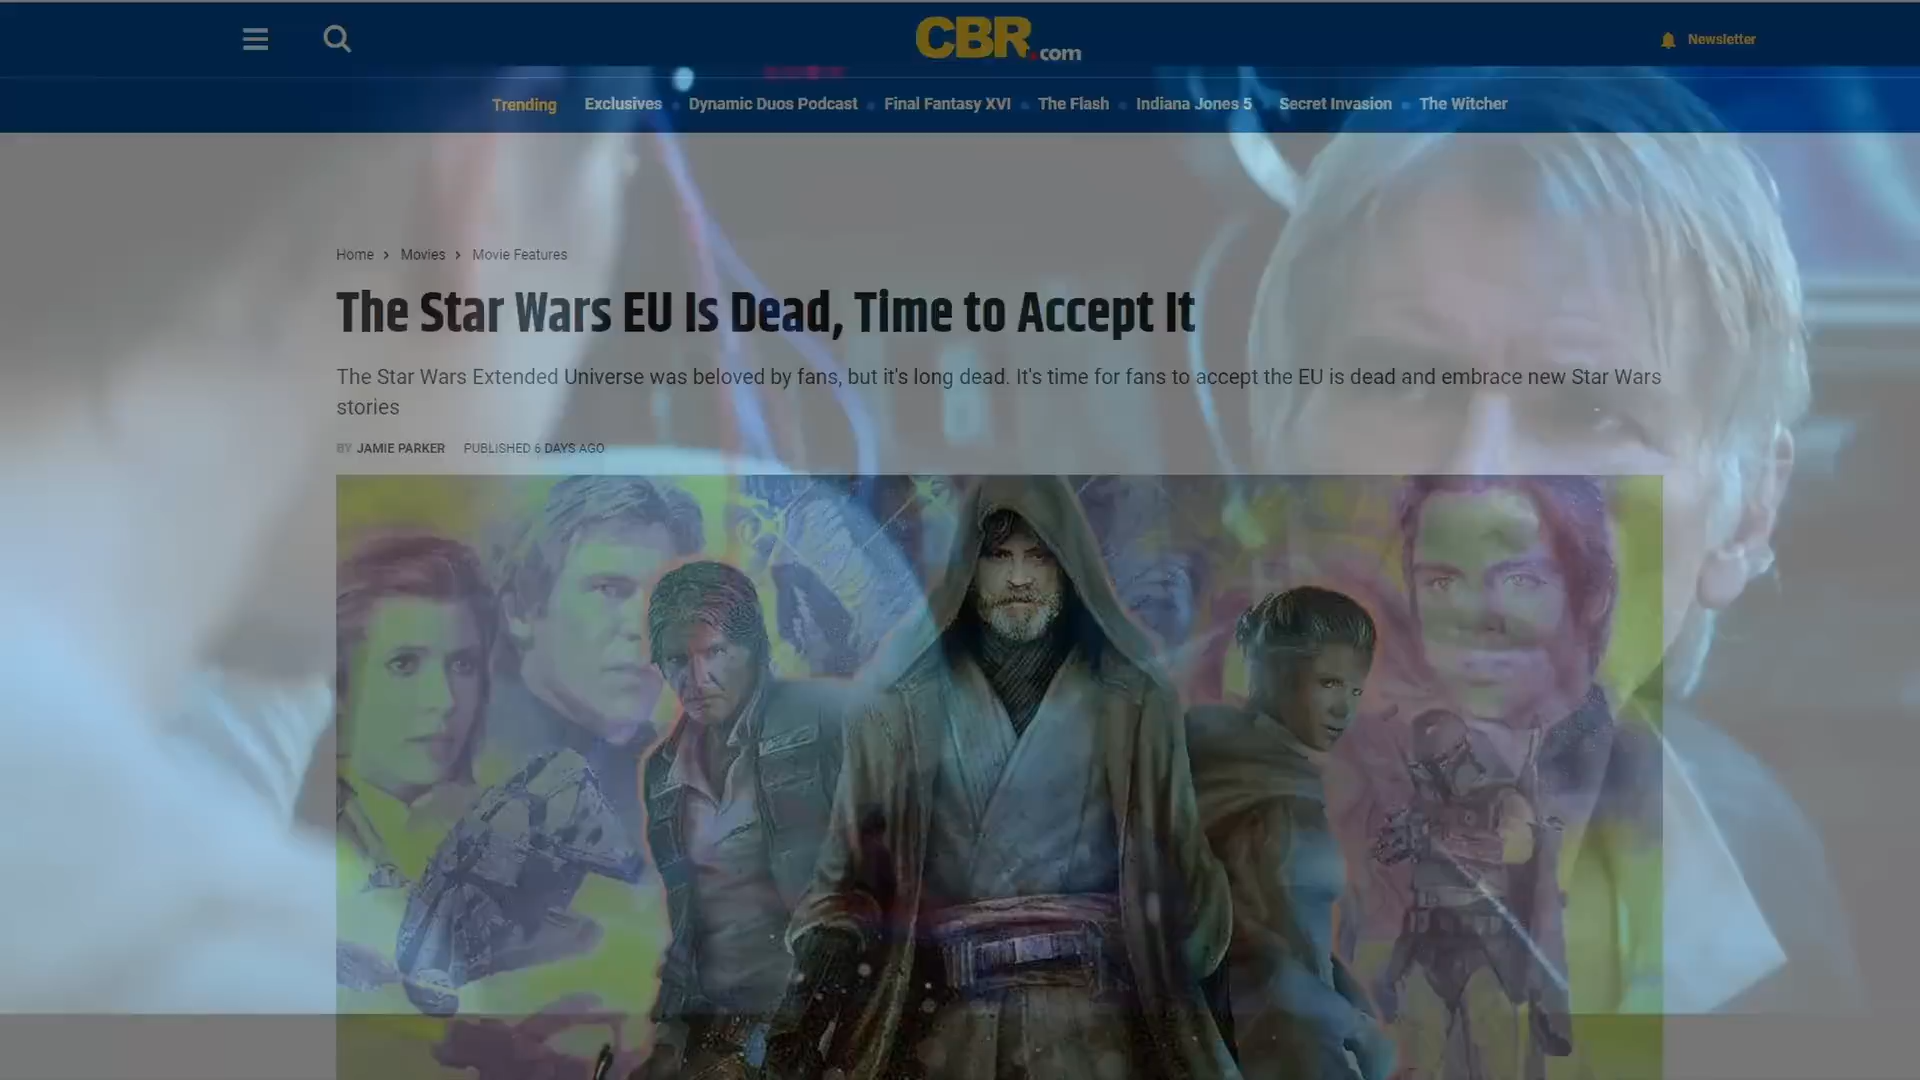 CBR.com
Newsletter
Trending Exclusives Dynamic Duos Podcast Final Fantasy XVI The Flash Indiana Jones 5 Secret Invasion The Witcher
Home > Movies > Movie Features
The Star Wars EU Is Dead, Time to Accept It
The Star Wars Extended Universe was beloved by fans, but it's long dead. It's time for fans to accept the EU is dead and embrace new Star Wars
stories
BY JAMIE PARKER PUBLISHED 6 DAYS AGO